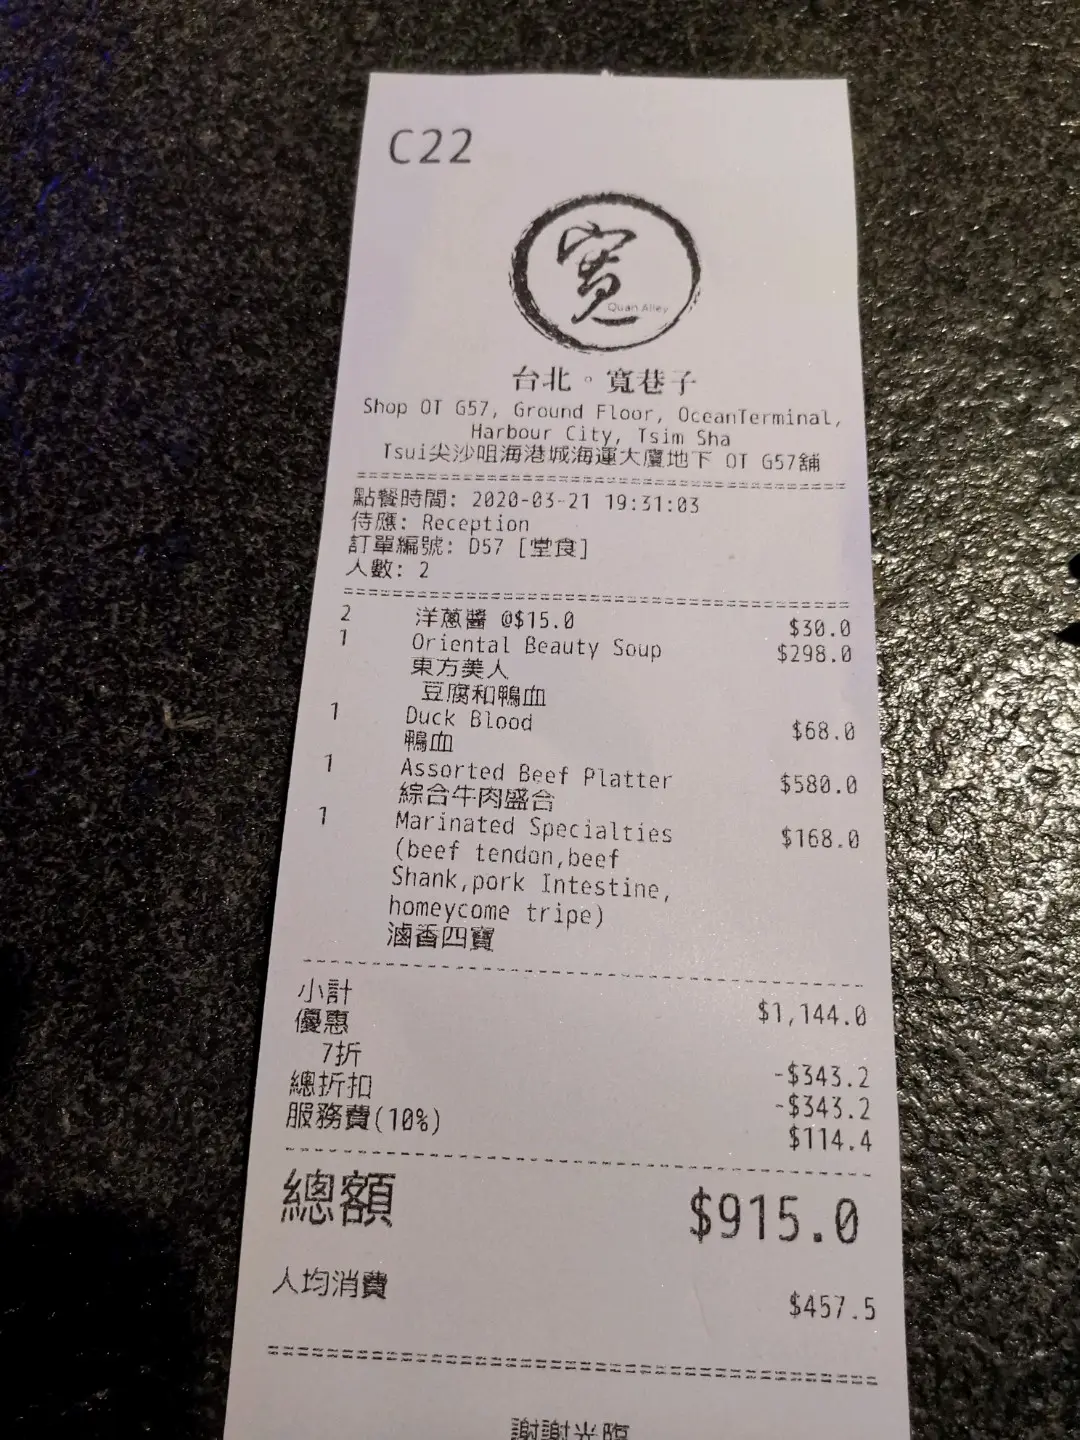 C22
寬
Quan Alley
台北。寬巷子
Shop OT G57, Ground Floor, OceanTerminal,
Harbour City, Tsim Sha
Tsui尖沙咀海港城海運大廈地下 OT G57舖
點餐時間: 2020-03-21 19:31:03
侍應: Reception
訂單編號: D57 [堂食]
人數: 2
2 洋蔥醬 @$15.0 $30.0
1 Oriental Beauty Soup $298.0
東方美人
豆腐和鴨血
1 Duck Blood $68.0
鴨血
1 Assorted Beef Platter $580.0
綜合牛肉盛合
1 Marinated Specialties $168.0
(beef tendon,beef
Shank,pork Intestine,
homeycome tripe)
滷香四寶
小計 $1,144.0
優惠
7折 -$343.2
總折扣 -$343.2
服務費(10%) $114.4
總額 $915.0
人均消費 $457.5
謝謝光臨